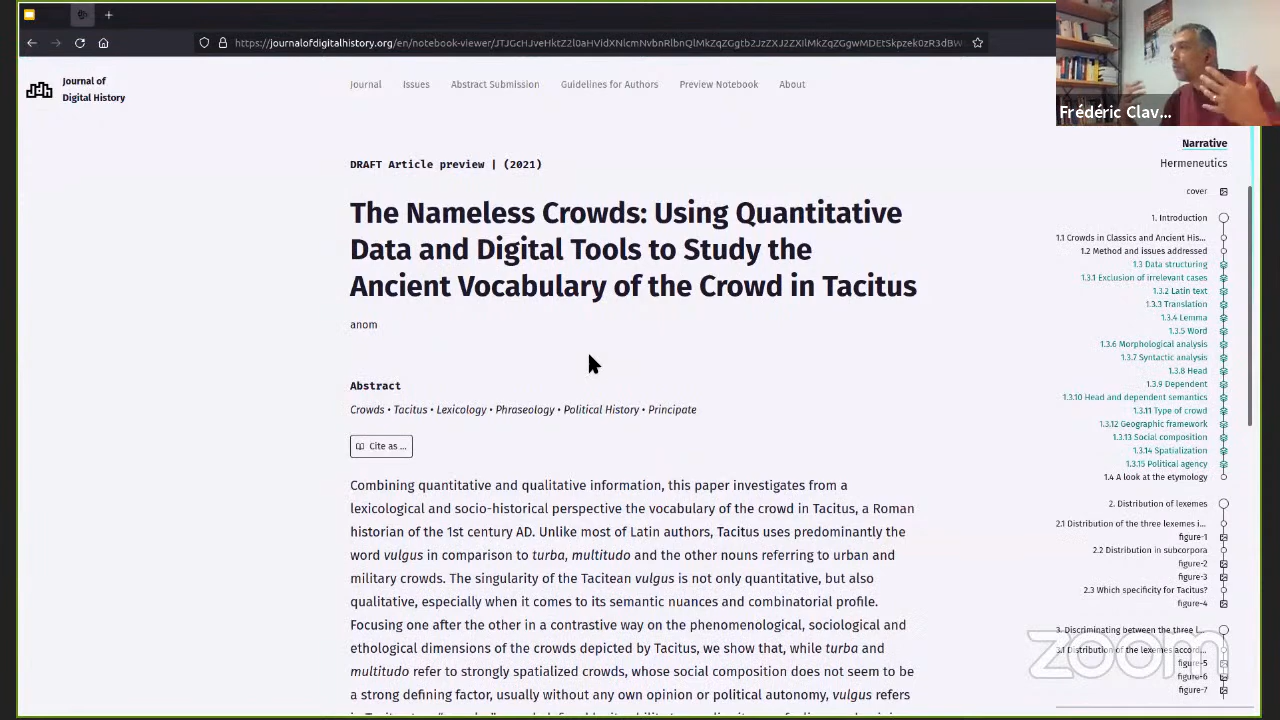 https://journalofdigitalhistory.org/en/notebook-viewer/JTJGcHJveHktZ2l0aHVidXNlcmNvbnRlbnQlMkZqZGgtb2JzZXJ2ZXIlMkZqZGgwMDEtSkpzek0zR3dBW
Frédéric Clav...
Journal of
Digital History
Journal Issues Abstract Submission Guidelines for Authors Preview Notebook About
DRAFT Article preview | (2021)
The Nameless Crowds: Using Quantitative
Data and Digital Tools to Study the
Ancient Vocabulary of the Crowd in Tacitus
anom
Abstract
Crowds • Tacitus • Lexicology • Phraseology • Political History • Principate
Cite as ...
Combining quantitative and qualitative information, this paper investigates from a
lexicological and socio-historical perspective the vocabulary of the crowd in Tacitus, a Roman
historian of the 1st century AD. Unlike most of Latin authors, Tacitus uses predominantly the
word vulgus in comparison to turba, multitudo and the other nouns referring to urban and
military crowds. The singularity of the Tacitean vulgus is not only quantitative, but also
qualitative, especially when it comes to its semantic nuances and combinatorial profile.
Focusing one after the other in a contrastive way on the phenomenological, sociological and
ethological dimensions of the crowds depicted by Tacitus, we show that, while turba and
multitudo refer to strongly spatialized crowds, whose social composition does not seem to be
a strong defining factor, usually without any own opinion or political autonomy, vulgus refers
Narrative
Hermeneutics
cover
1. Introduction
1.1 Crowds in Classics and Ancient His...
1.2 Method and issues addressed
1.3 Data structuring
1.3.1 Exclusion of irrelevant cases
1.3.2 Latin text
1.3.3 Translation
1.3.4 Lemma
1.3.5 Word
1.3.6 Morphological analysis
1.3.7 Syntactic analysis
1.3.8 Head
1.3.9 Dependent
1.3.10 Head and dependent semantics
1.3.11 Type of crowd
1.3.12 Geographic framework
1.3.13 Social composition
1.3.14 Spatialization
1.3.15 Political agency
1.4 A look at the etymology
2. Distribution of lexemes
2.1 Distribution of the three lexemes i...
figure-1
2.2 Distribution in subcorpora
figure-2
figure-3
2.3 Which specificity for Tacitus?
figure-4
3. Discriminating between the three l...
3.1 Distribution of the lexemes accord...
figure-5
figure-6
figure-7
zoom